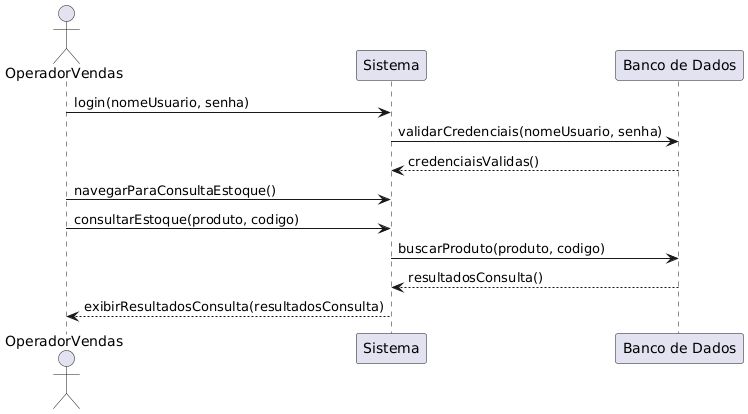 OperadorVendas
Sistema
Banco de Dados
login(nomeUsuario, senha)
validarCredenciais(nomeUsuario, senha)
credenciaisValidas()
navegarParaConsultaEstoque()
consultarEstoque(produto, codigo)
buscarProduto(produto, codigo)
resultadosConsulta()
exibirResultadosConsulta(resultadosConsulta)
OperadorVendas
Sistema
Banco de Dados